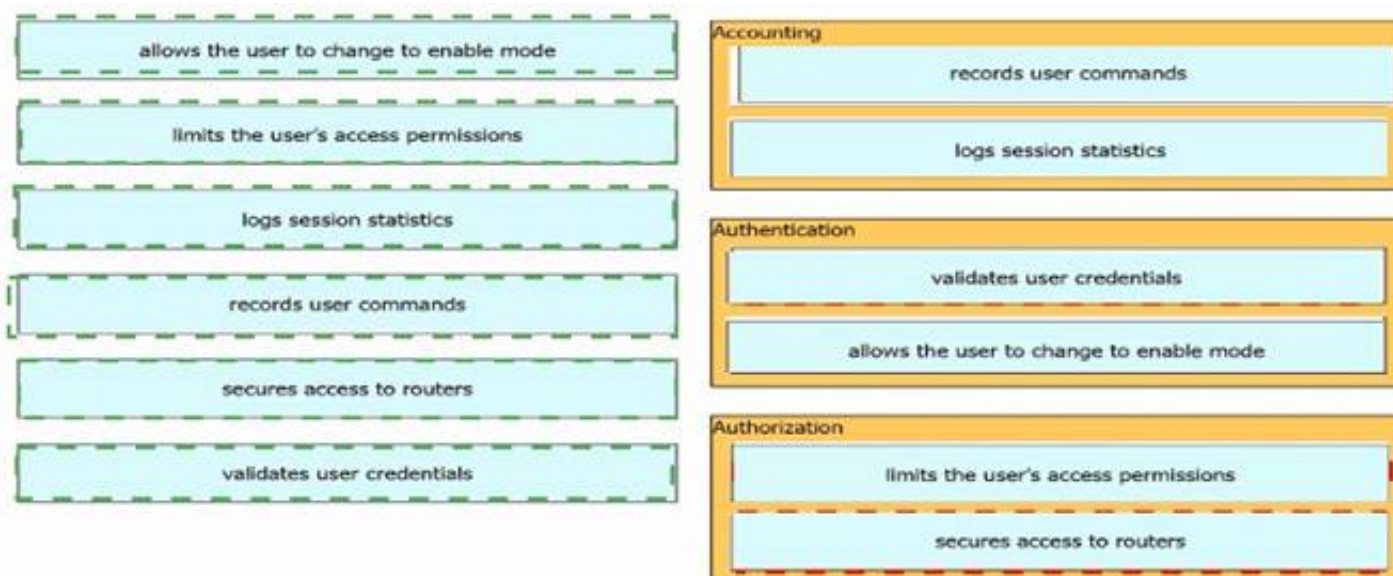 allows the user to change to enable mode
limits the user's access permissions
logs session statistics
records user commands
secures access to routers
validates user credentials
Accounting
records user commands
logs session statistics
Authentication
validates user credentials
allows the user to change to enable mode
Authorization
limits the user's access permissions
secures access to routers